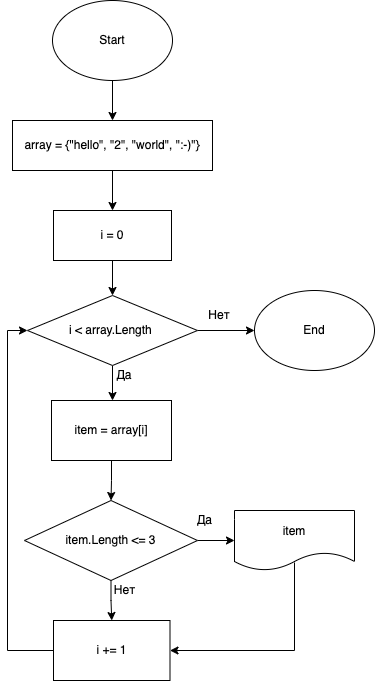 Start
array = {"hello", "2", "world", ":-)"}
i = 0
i < array.Length
Нет
End
Да
item = array[i]
item.Length <= 3
Да
item
Нет
i += 1